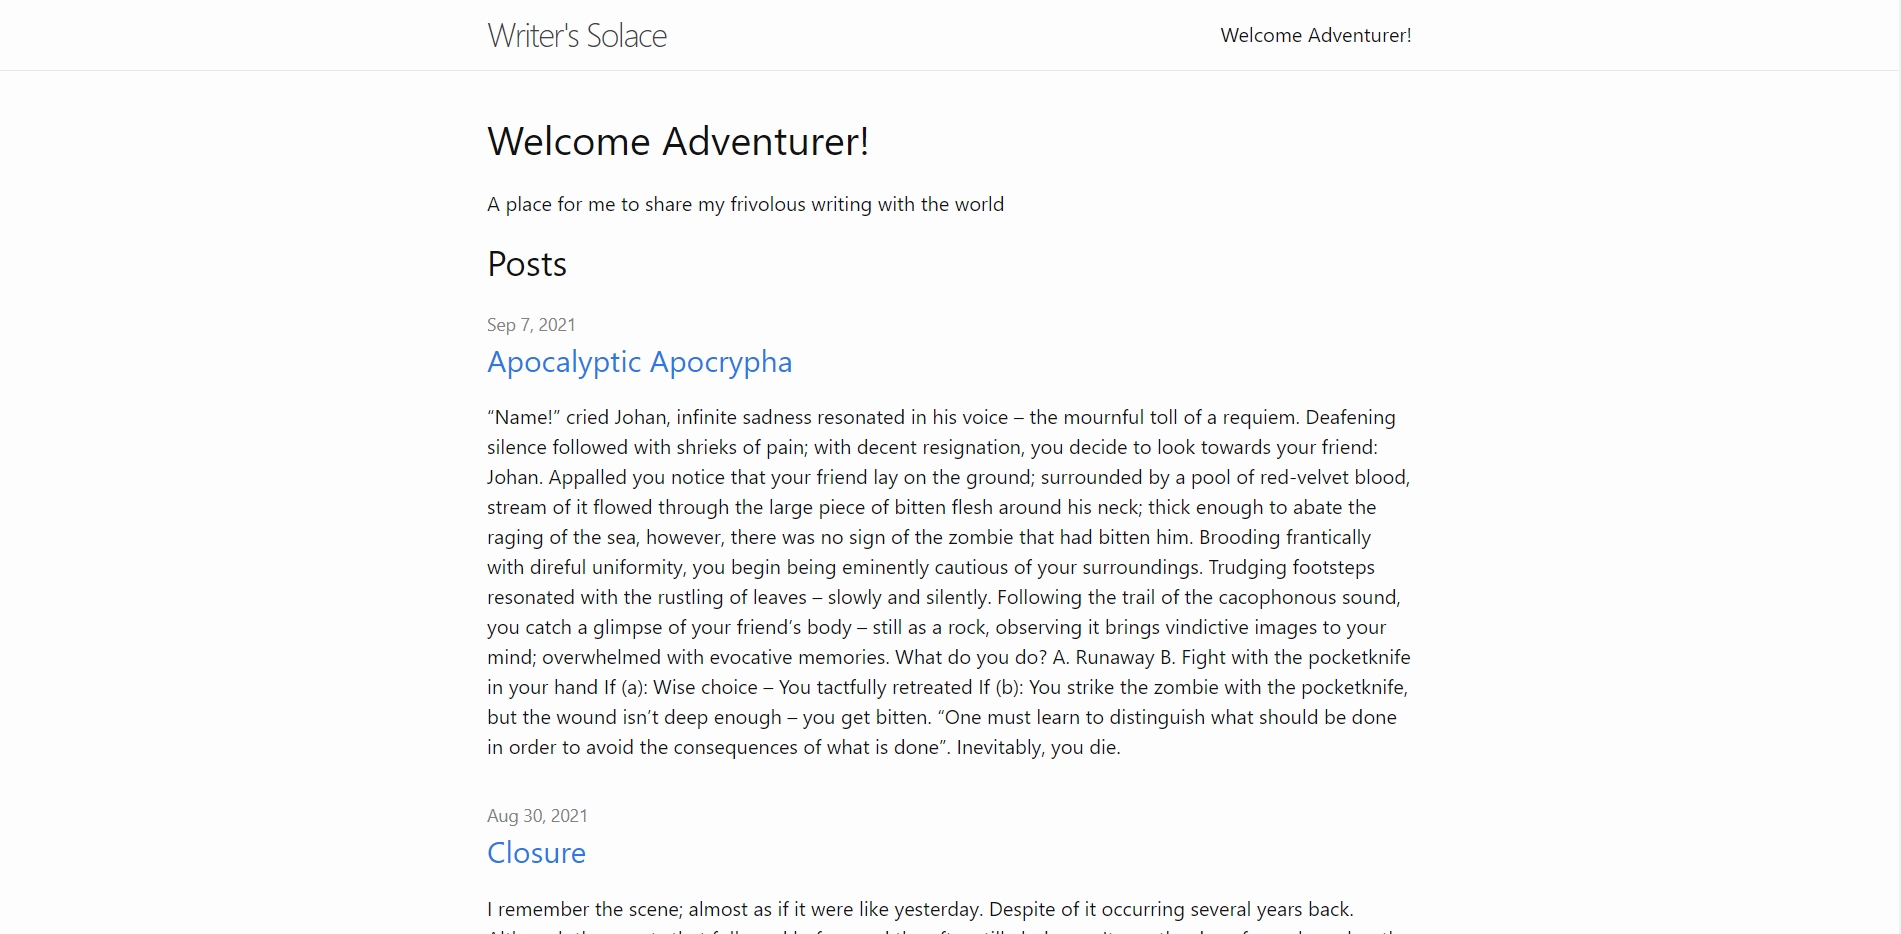 Writer's Solace
Welcome Adventurer!
Welcome Adventurer!
A place for me to share my frivolous writing with the world
Posts
Sep 7, 2021
Apocalyptic Apocrypha
“Name!” cried Johan, infinite sadness resonated in his voice – the mournful toll of a requiem. Deafening
silence followed with shrieks of pain; with decent resignation, you decide to look towards your friend:
Johan. Appalled you notice that your friend lay on the ground; surrounded by a pool of red-velvet blood,
stream of it flowed through the large piece of bitten flesh around his neck; thick enough to abate the
raging of the sea, however, there was no sign of the zombie that had bitten him. Brooding frantically
with direful uniformity, you begin being eminently cautious of your surroundings. Trudging footsteps
resonated with the rustling of leaves – slowly and silently. Following the trail of the cacophonous sound,
you catch a glimpse of your friend’s body – still as a rock, observing it brings vindictive images to your
mind; overwhelmed with evocative memories. What do you do? A. Runaway B. Fight with the pocketknife
in your hand If (a): Wise choice – You tactfully retreated If (b): You strike the zombie with the pocketknife,
but the wound isn’t deep enough – you get bitten. “One must learn to distinguish what should be done
in order to avoid the consequences of what is done”. Inevitably, you die.
Aug 30, 2021
Closure
I remember the scene; almost as if it were like yesterday. Despite of it occurring several years back.